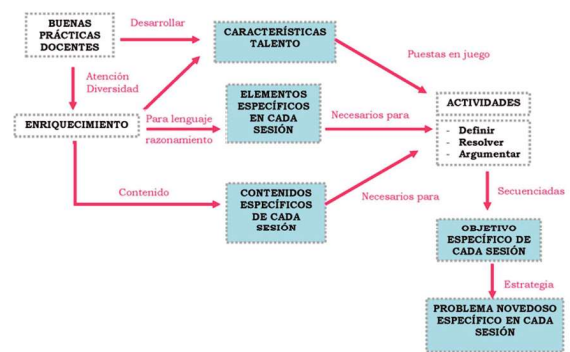 BUENAS
PRÁCTICAS
DOCENTES
Desarrollar
CARACTERÍSTICAS
TALENTO
Puestas en juego
Atención
Diversidad
ENRIQUECIMIENTO
Para lenguaje
razonamiento
ELEMENTOS
ESPECÍFICOS
EN CADA
SESIÓN
Necesarios para
ACTIVIDADES
- Definir
- Resolver
- Argumentar
Contenido
CONTENIDOS
ESPECÍFICOS
DE CADA
SESIÓN
Necesarios para
Secuenciadas
OBJETIVO
ESPECÍFICO DE
CADA SESIÓN
Estrategia
PROBLEMA NOVEDOSO
ESPECÍFICO EN CADA
SESIÓN